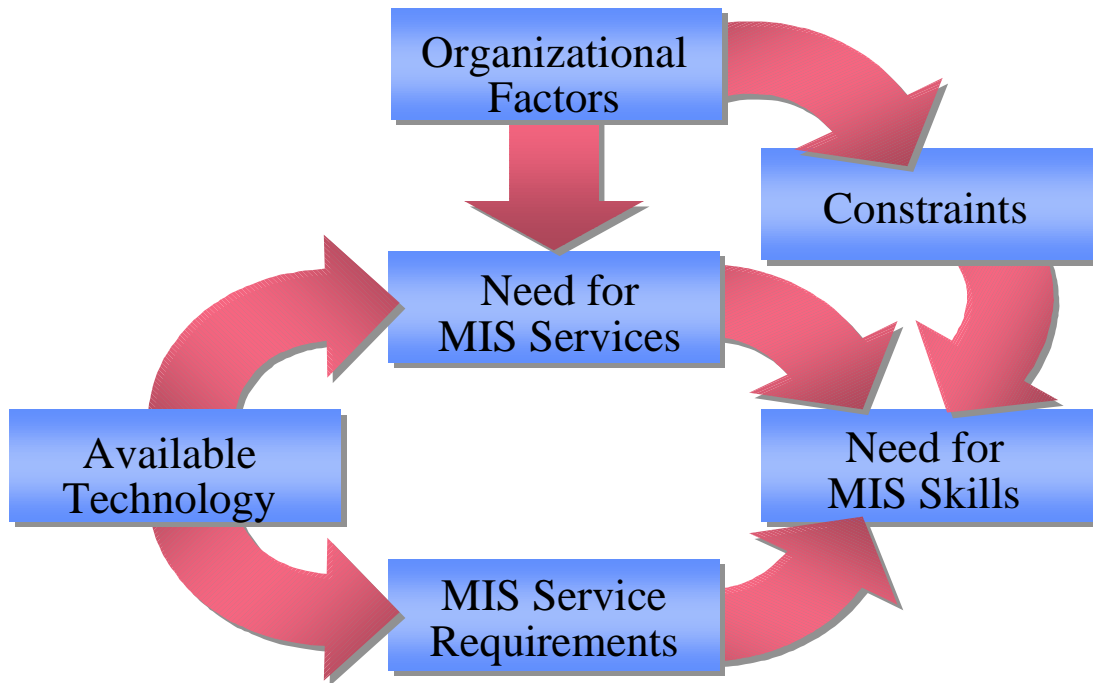 Organizational
Factors
Constraints
Need for
MIS Services
Available
Technology
Need for
MIS Skills
MIS Service
Requirements